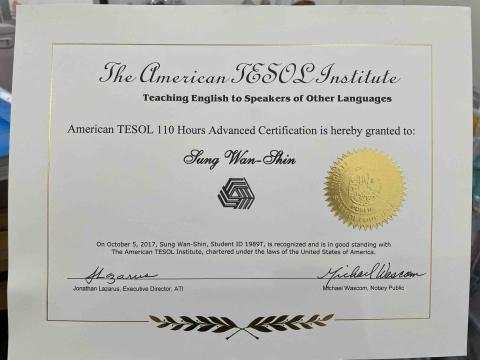 The American TESOL Institute
Teaching English to Speakers of Other Languages
American TESOL 110 Hours Advanced Certification is hereby granted to:
Sung Wan-Shin
On October 5, 2017, Sung Wan-Shin, Student ID 1989T, is recognized and is in good standing with
The American TESOL Institute, chartered under the laws of the United States of America.
Michael Wascom
Jonathan Lazarus, Executive Director, ATI
Michael Wascom, Notary Public